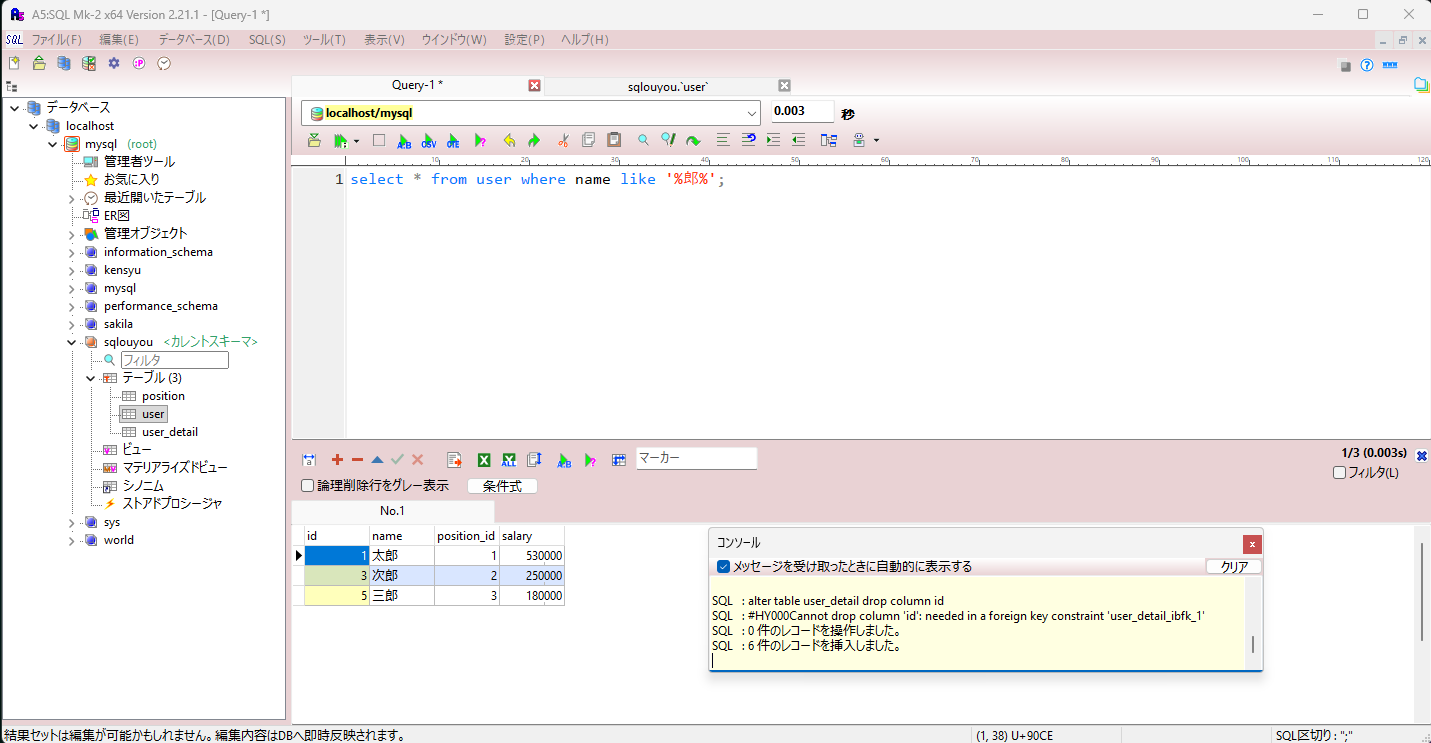 A5:SQL Mk-2 x64 Version 2.21.1 - [Query-1 *]
SQL ファイル(F) 編集(E) データベース(D) SQL(S) ツール(T) 表示(V) ウインドウ(W) 設定(P) ヘルプ(H)
Query-1 *
sqlouyou.`user`
データベース
localhost
mysql (root)
管理者ツール
お気に入り
最近開いたテーブル
ER図
管理オブジェクト
information_schema
kensyu
mysql
performance_schema
sakila
sqlouyou <カレントスキーマ>
フィルタ
テーブル (3)
position
user
user_detail
ビュー
マテリアライズドビュー
シノニム
ストアドプロシージャ
sys
world
localhost/mysql
0.003 秒
10 20 30 40 50 60 70 80 90 100 110 120
1 select * from user where name like '%郎%';
マーカー
1/3 (0.003s)
論理削除行をグレー表示 条件式
フィルタ(L)
No.1
id name position_id salary
1 太郎 1 530000
3 次郎 2 250000
5 三郎 3 180000
コンソール
メッセージを受け取ったときに自動的に表示する クリア
SQL : alter table user_detail drop column id
SQL : #HY000Cannot drop column 'id': needed in a foreign key constraint 'user_detail_ibfk_1'
SQL : 0 件のレコードを操作しました。
SQL : 6 件のレコードを挿入しました。
結果セットは編集が可能かもしれません。編集内容はDBへ即時反映されます。
(1, 38) U+90CE
SQL区切り : ";"